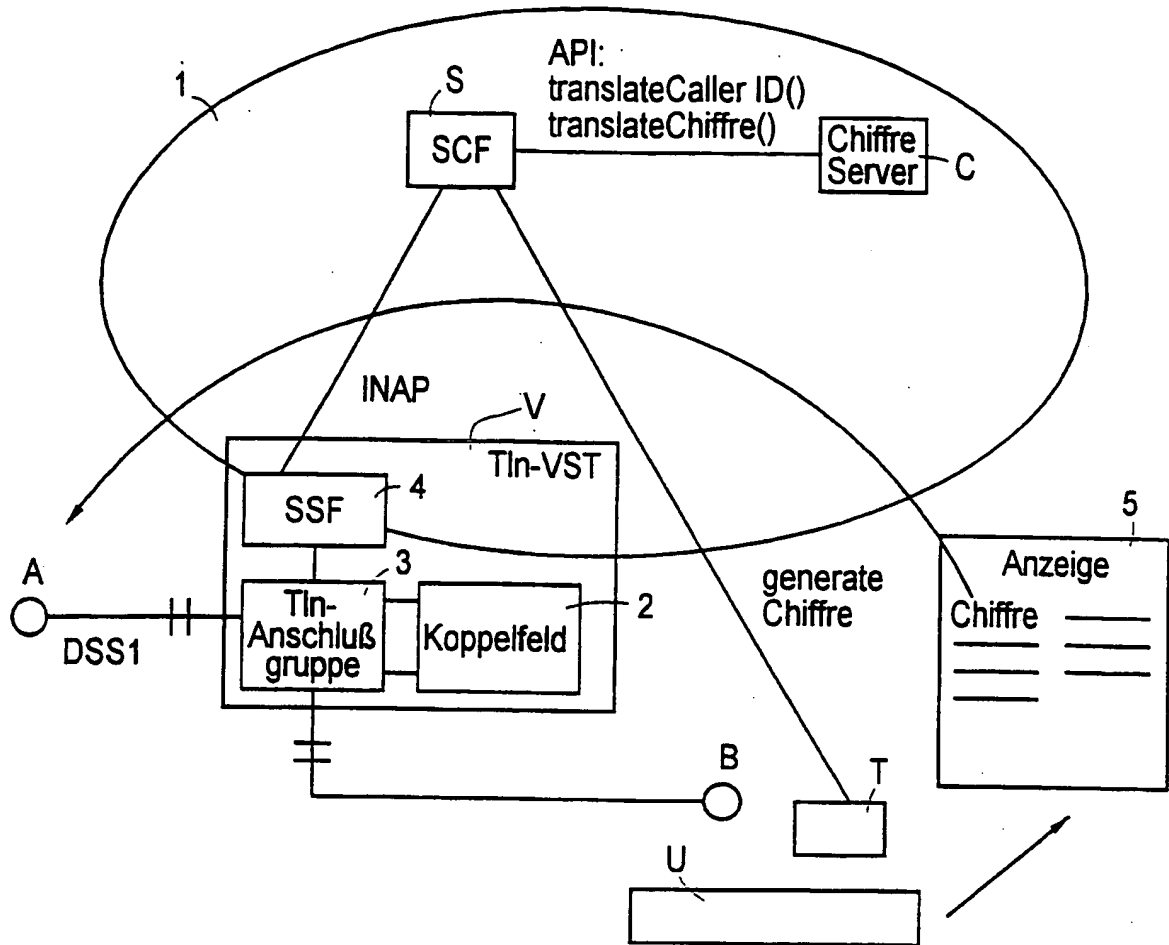 API:
translateCaller ID()
translateChiffre()
1
S
SCF
Chiffre
Server
C
INAP
V
Tln-VST
SSF
4
A
DSS1
3
Tln-
Anschluß
gruppe
2
Koppelfeld
generate
Chiffre
5
Anzeige
Chiffre
B
T
U